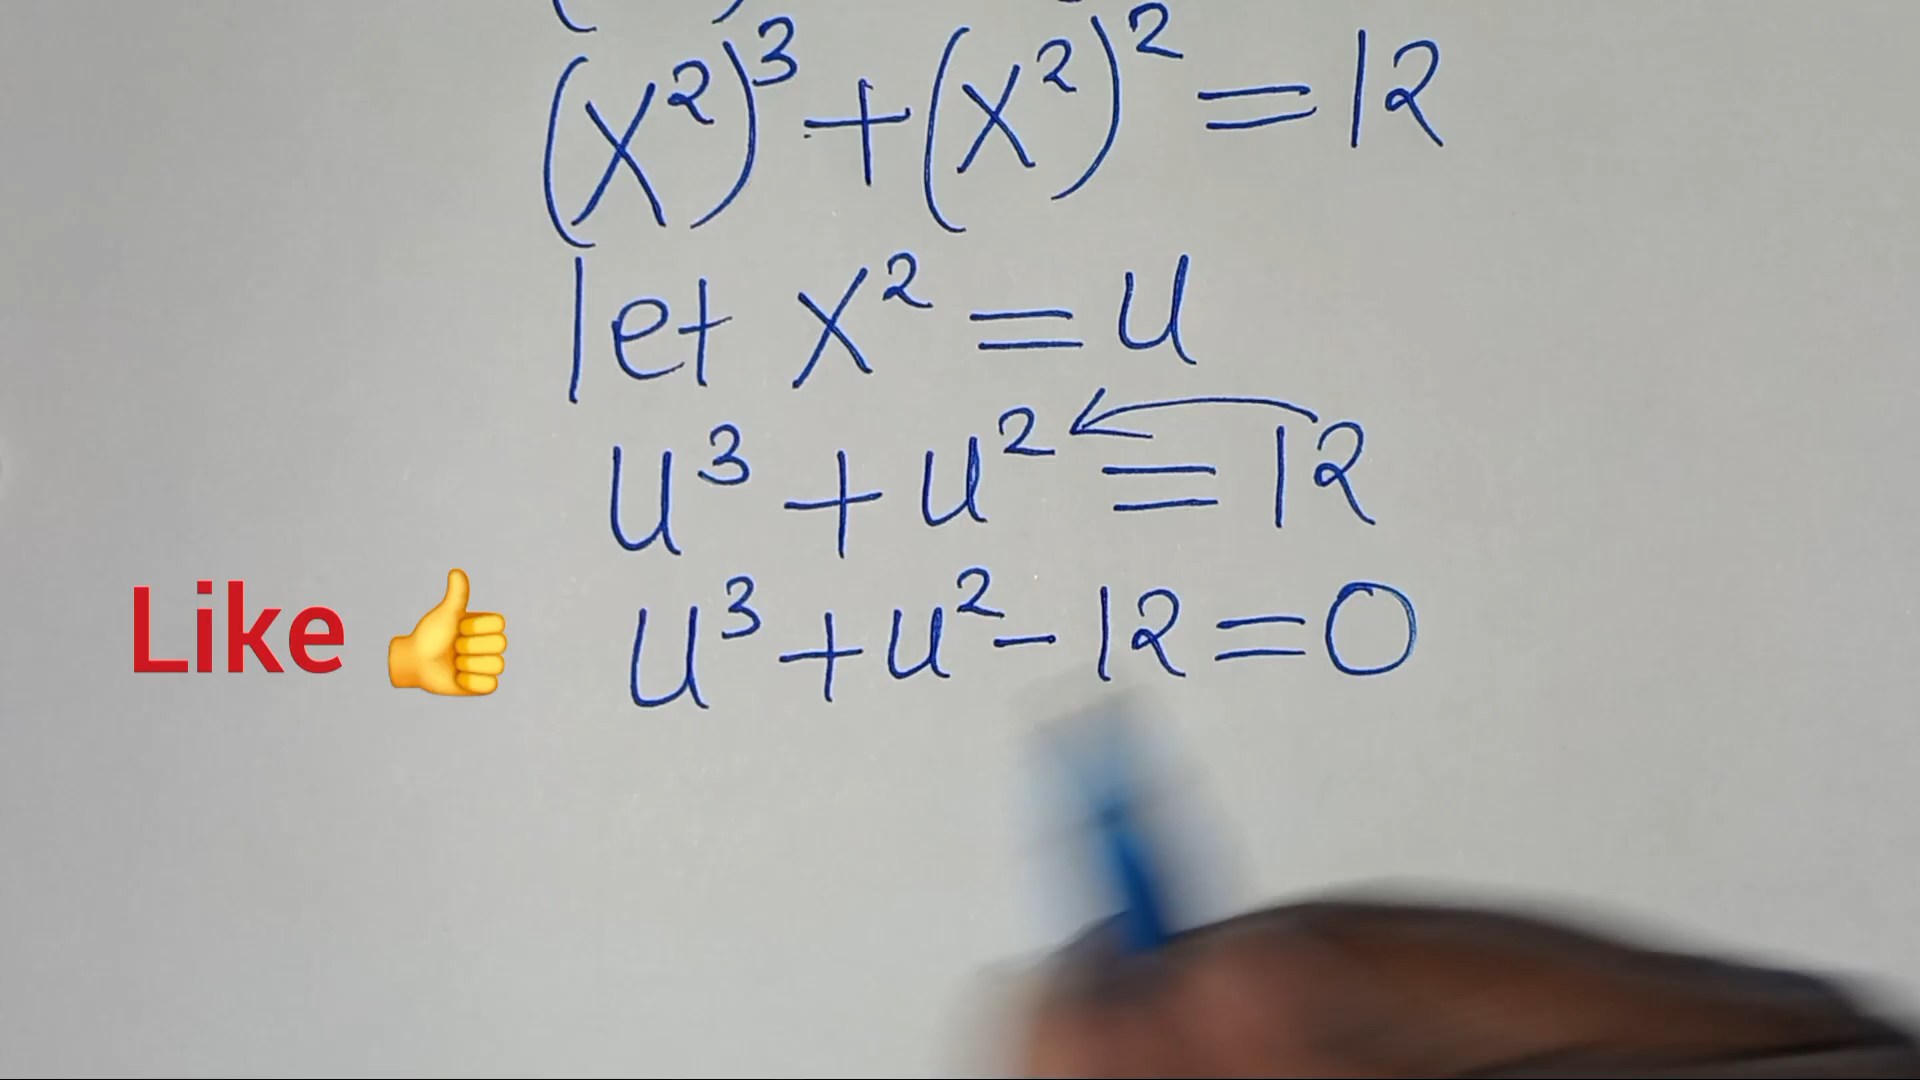 (x²)³+(x²)²=12
let x²=u
u³+u²=12
Like 👍 u³+u²-12=0